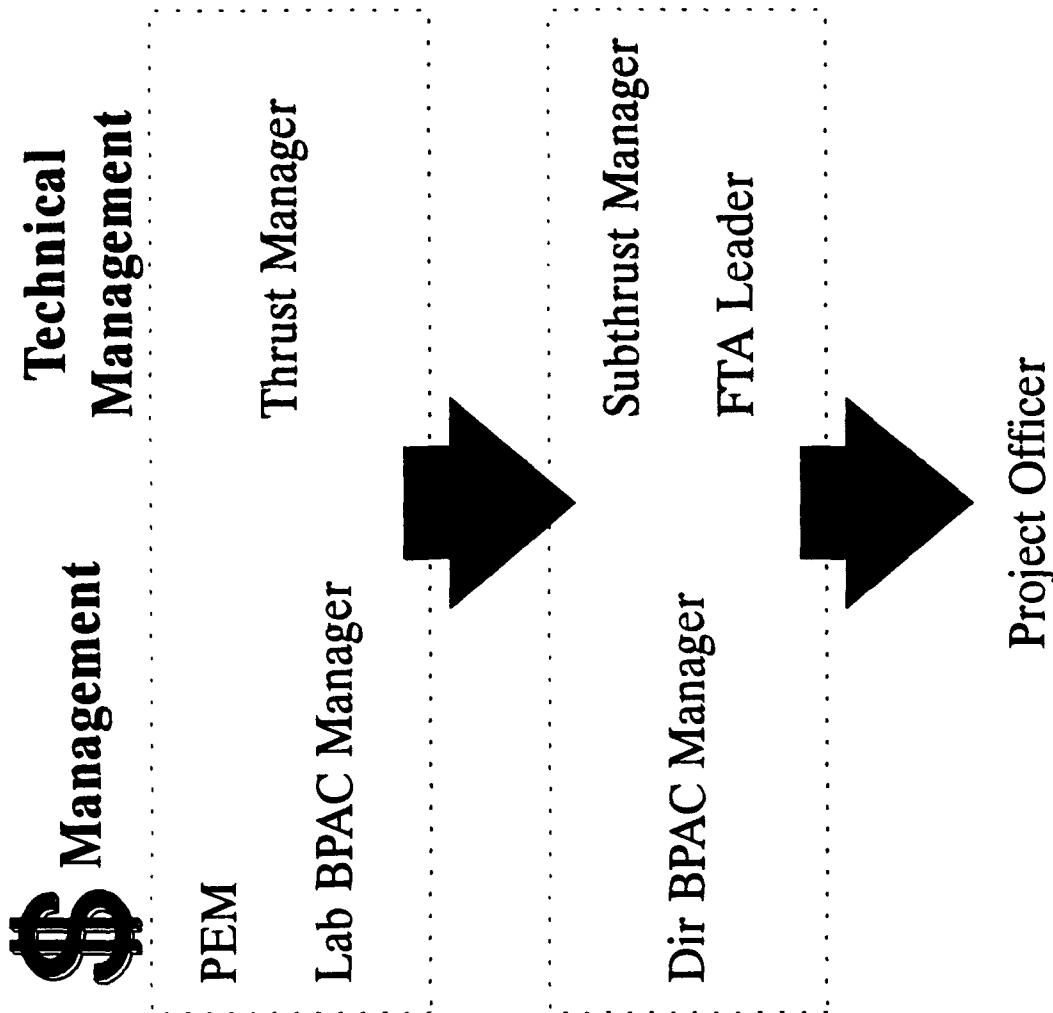 $ Management
Technical
Management
PEM
Lab BPAC Manager
Thrust Manager
Dir BPAC Manager
Subthrust Manager
FTA Leader
Project Officer